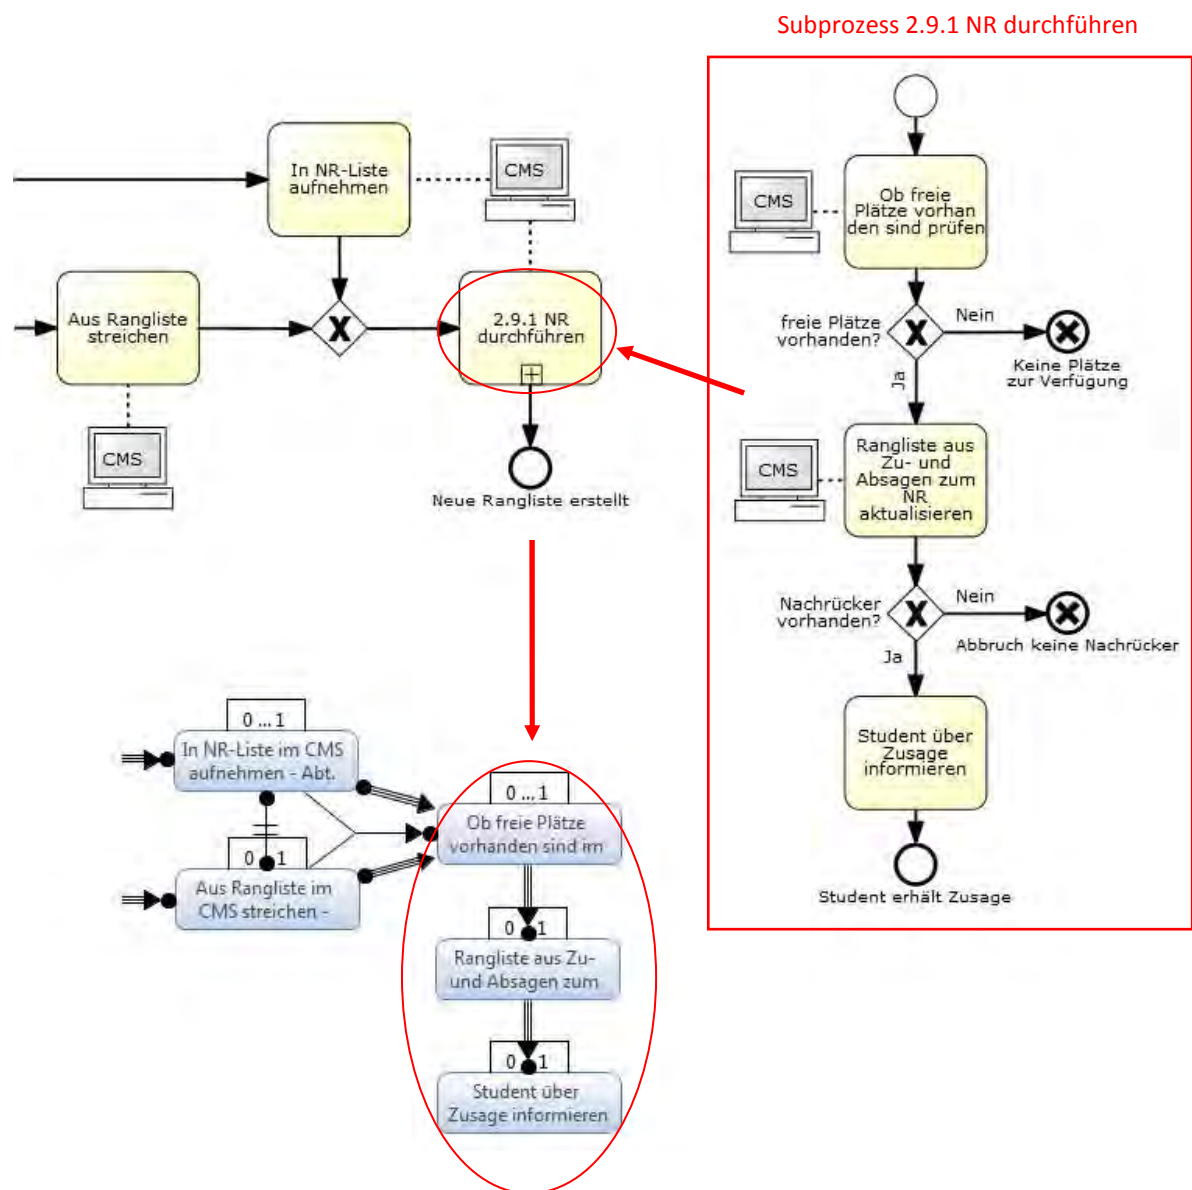 Subprozess 2.9.1 NR durchführen
In NR-Liste
aufnehmen
CMS
Aus Rangliste
streichen
X
2.9.1 NR
durchführen
+
CMS
Neue Rangliste erstellt
CMS
Ob freie
Plätze vorhan
den sind prüfen
freie Plätze
vorhanden?
X
Nein
Keine Plätze
zur Verfügung
Ja
CMS
Rangliste aus
Zu- und
Absagen zum
NR
aktualisieren
Nachrücker
vorhanden?
X
Nein
Abbruch keine Nachrücker
Ja
Student über
Zusage
informieren
Student erhält Zusage
0 ... 1
In NR-Liste im CMS
aufnehmen - Abt.
0 1
Aus Rangliste im
CMS streichen -
0 ... 1
Ob freie Plätze
vorhanden sind im
0 1
Rangliste aus Zu-
und Absagen zum
0 1
Student über
Zusage informieren